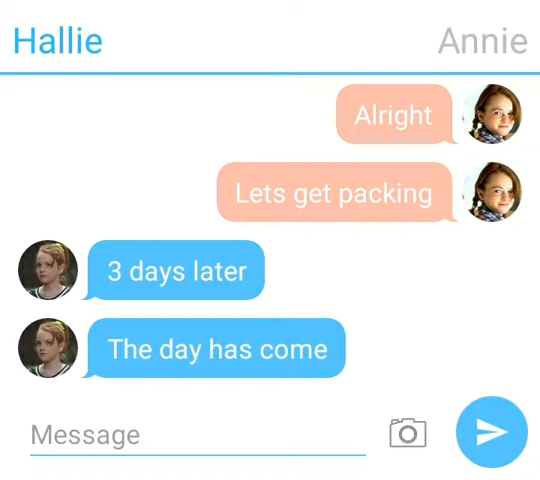 Hallie Annie
Alright
Lets get packing
3 days later
The day has come
Message